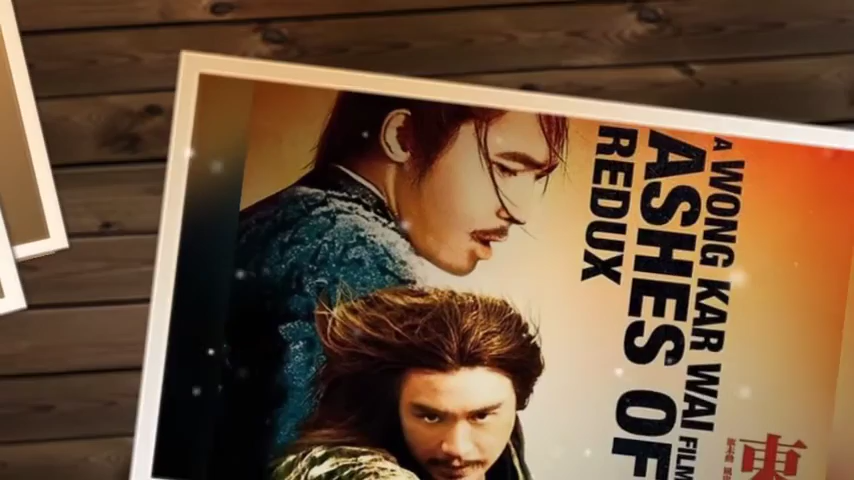 A WONG KAR WAI FILM
ASHES OF
REDUX
東